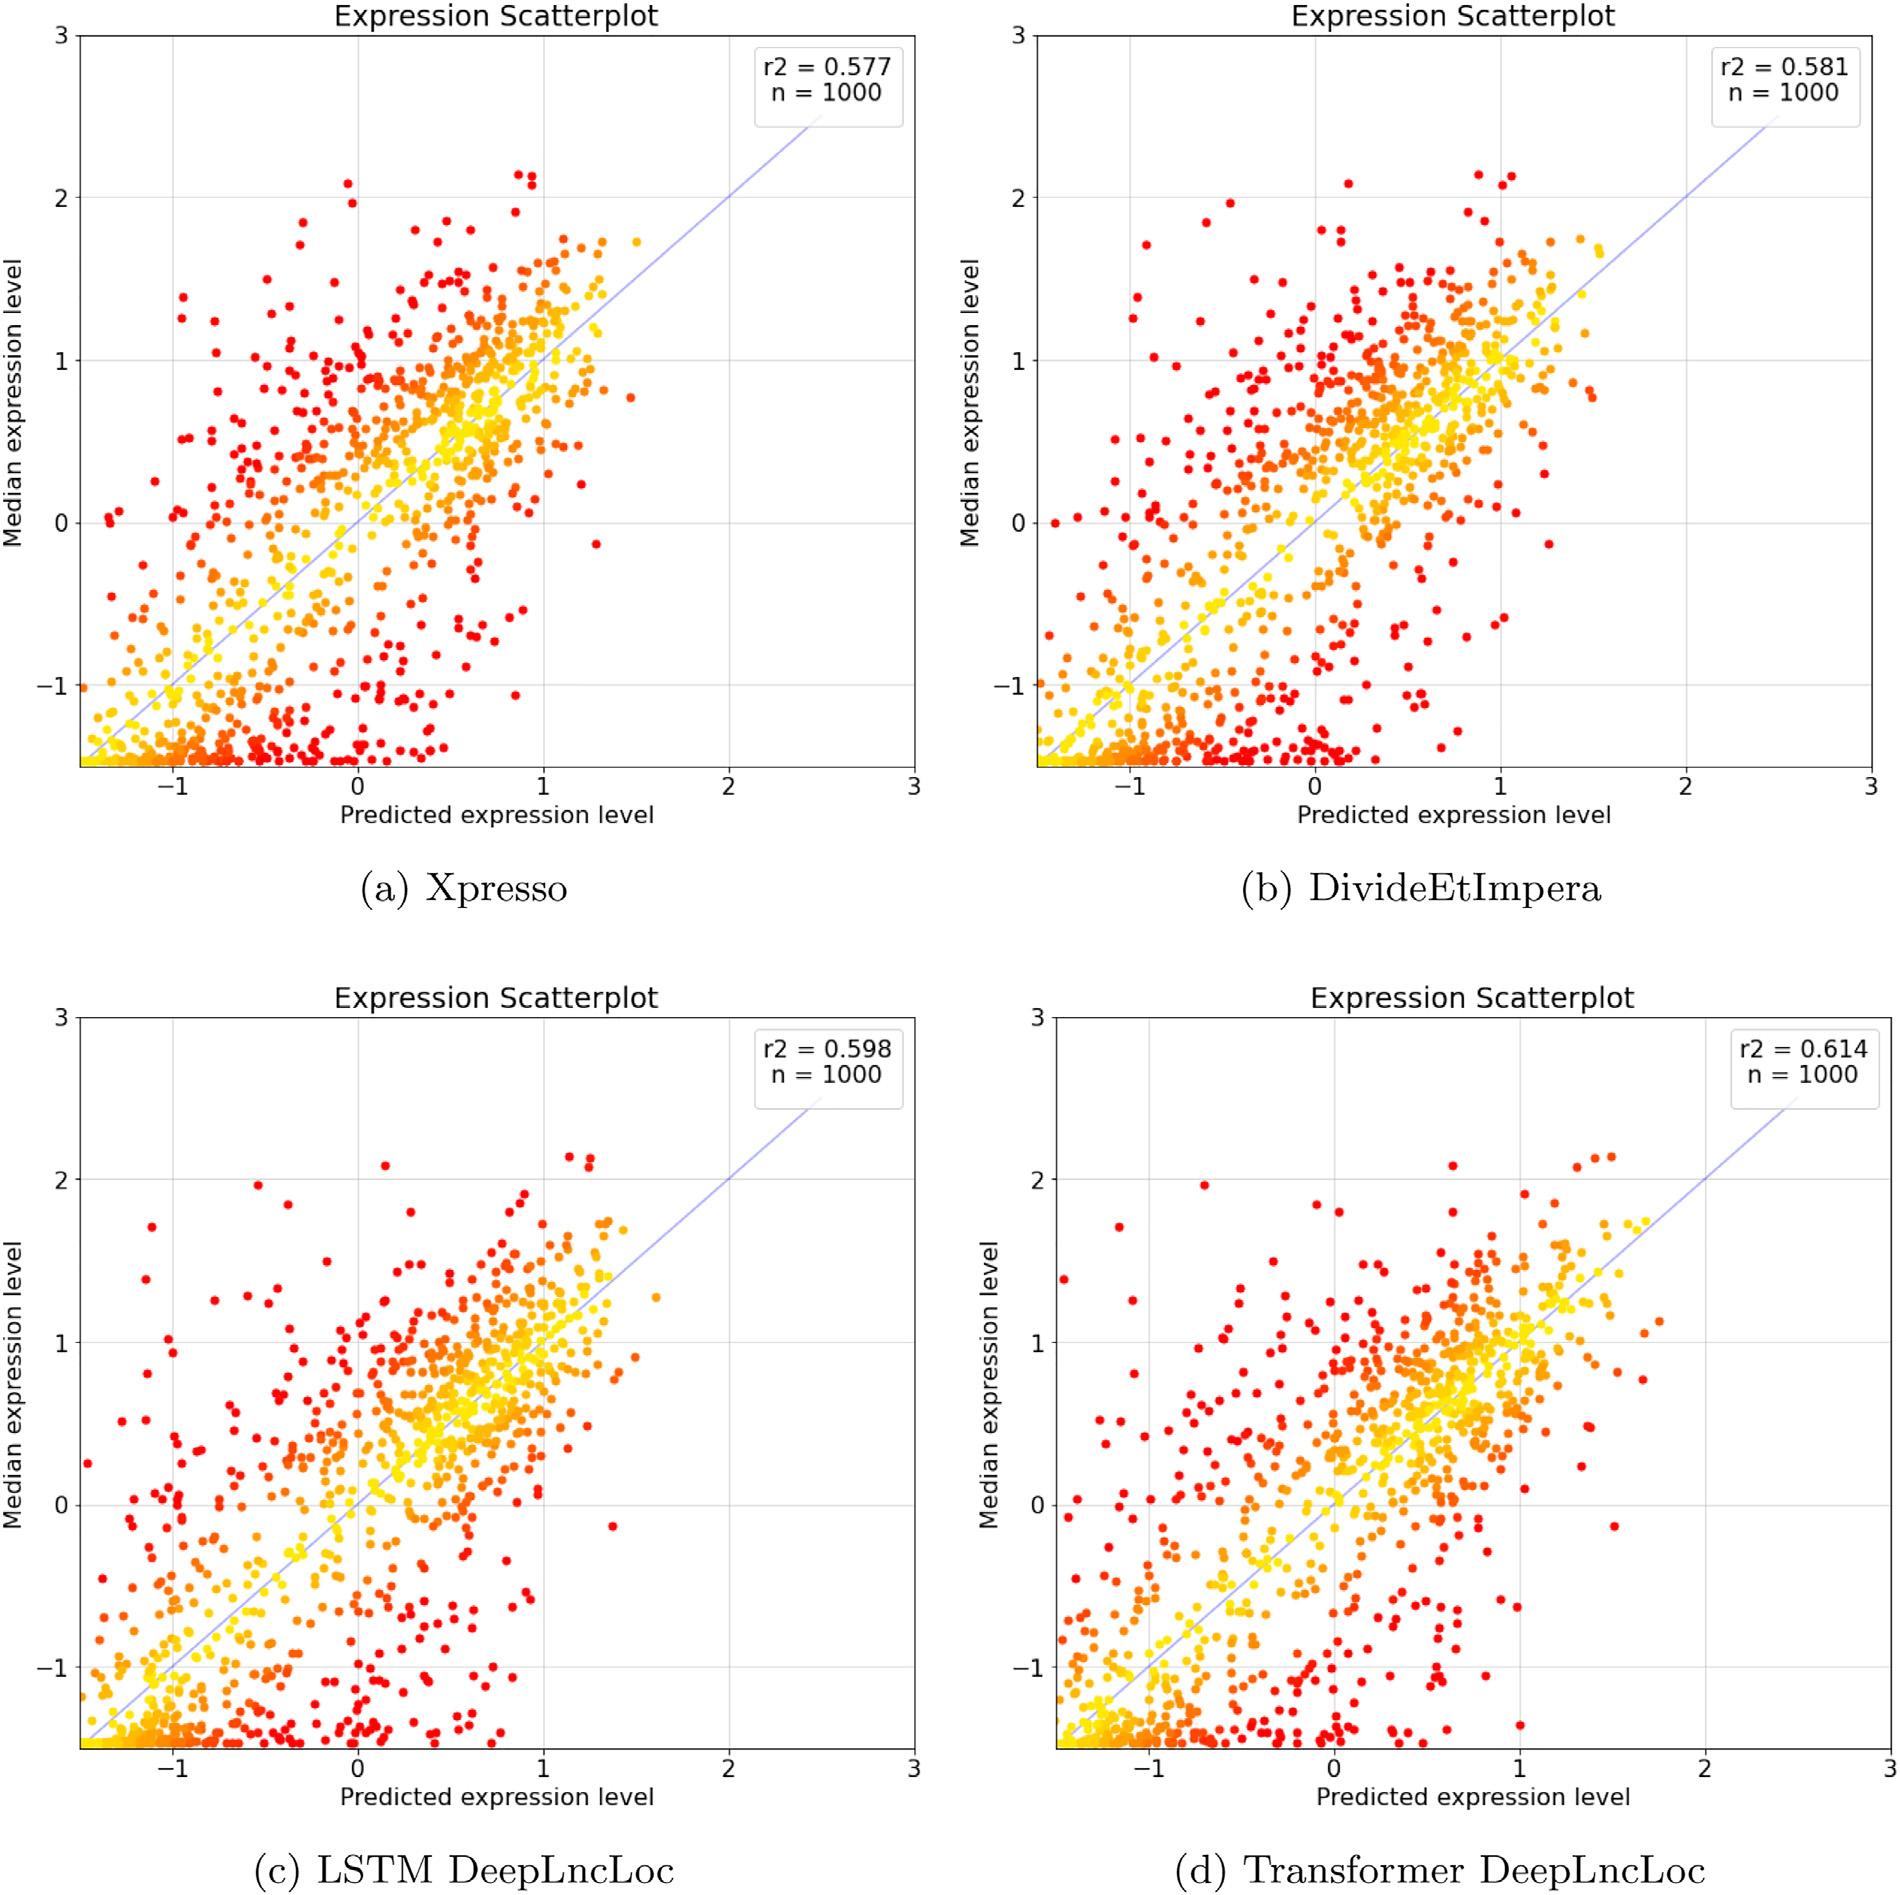 Expression Scatterplot
r2 = 0.577
n = 1000
3
2
1
0
−1
Median expression level
−1 0 1 2 3
Predicted expression level
(a) Xpresso
Expression Scatterplot
r2 = 0.581
n = 1000
3
2
1
0
−1
Median expression level
−1 0 1 2 3
Predicted expression level
(b) DivideEtImpera
Expression Scatterplot
r2 = 0.598
n = 1000
3
2
1
0
−1
Median expression level
−1 0 1 2 3
Predicted expression level
(c) LSTM DeepLncLoc
Expression Scatterplot
r2 = 0.614
n = 1000
3
2
1
0
−1
Median expression level
−1 0 1 2 3
Predicted expression level
(d) Transformer DeepLncLoc